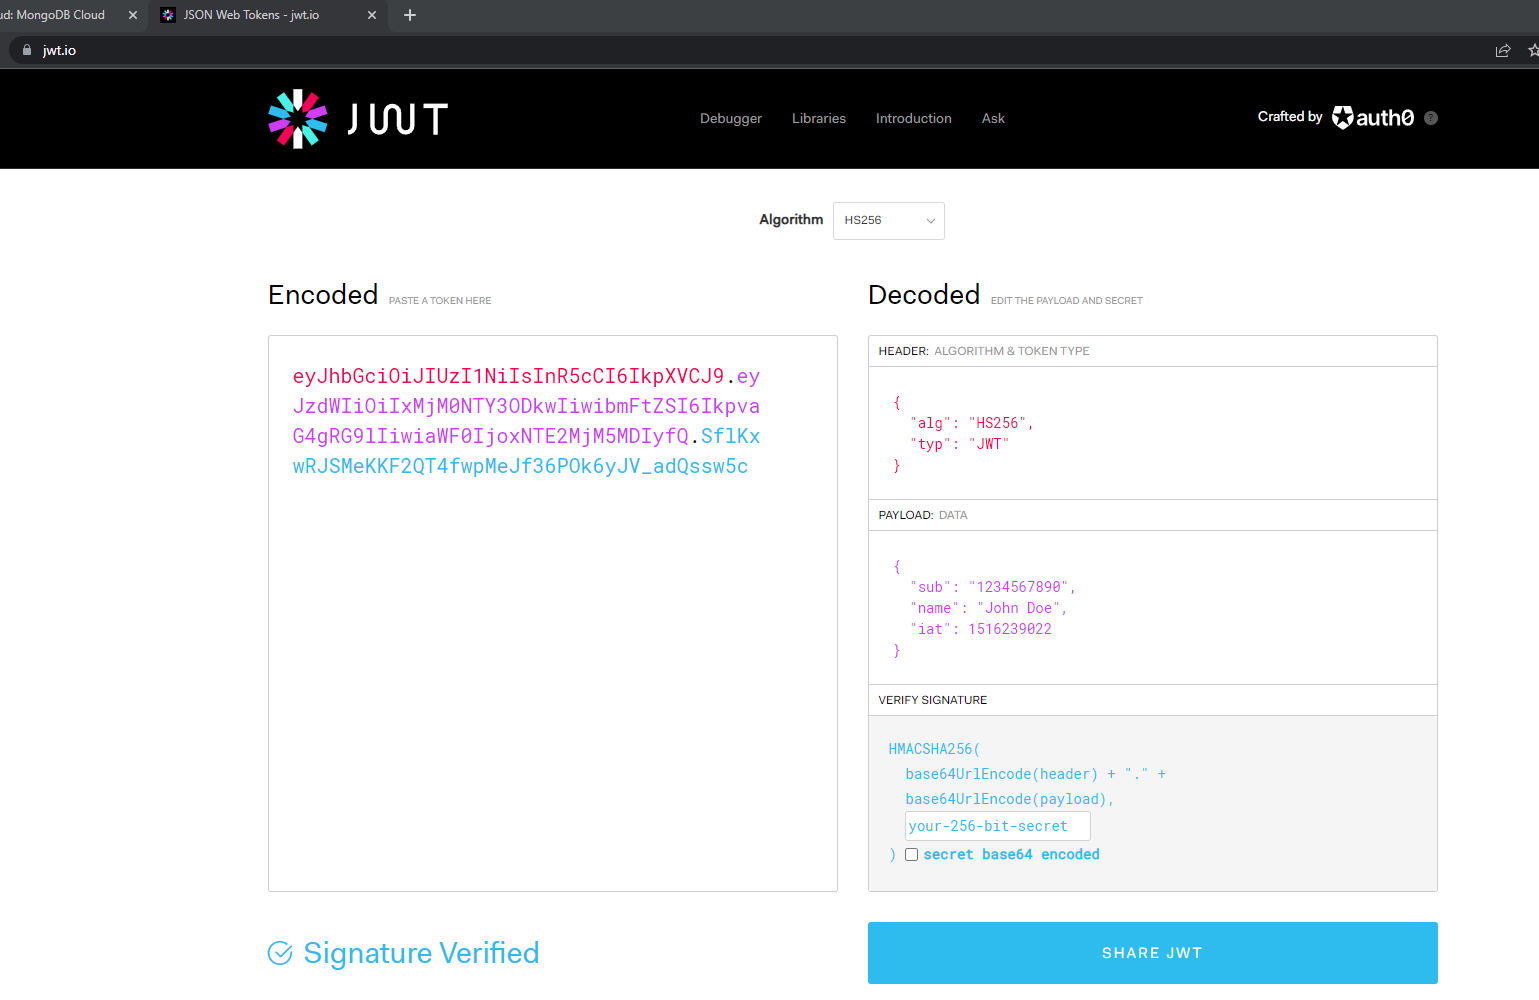 ud: MongoDB Cloud
JSON Web Tokens - jwt.io
jwt.io
JWT
Debugger
Libraries
Introduction
Ask
Crafted by auth0 ?
Algorithm HS256
Encoded PASTE A TOKEN HERE
eyJhbGciOiJIUzI1NiIsInR5cCI6IkpXVCJ9.ey
JzdWIiOiIxMjM0NTY3ODkwIiwibmFtZSI6Ikpva
G4gRG9lIiwiaWF0IjoxNTE2MjM5MDIyfQ.SflKx
wRJSMeKKF2QT4fwpMeJf36POk6yJV_adQssw5c
Decoded EDIT THE PAYLOAD AND SECRET
HEADER: ALGORITHM & TOKEN TYPE
{
"alg": "HS256",
"typ": "JWT"
}
PAYLOAD: DATA
{
"sub": "1234567890",
"name": "John Doe",
"iat": 1516239022
}
VERIFY SIGNATURE
HMACSHA256(
base64UrlEncode(header) + "." +
base64UrlEncode(payload),
your-256-bit-secret
) secret base64 encoded
Signature Verified
SHARE JWT